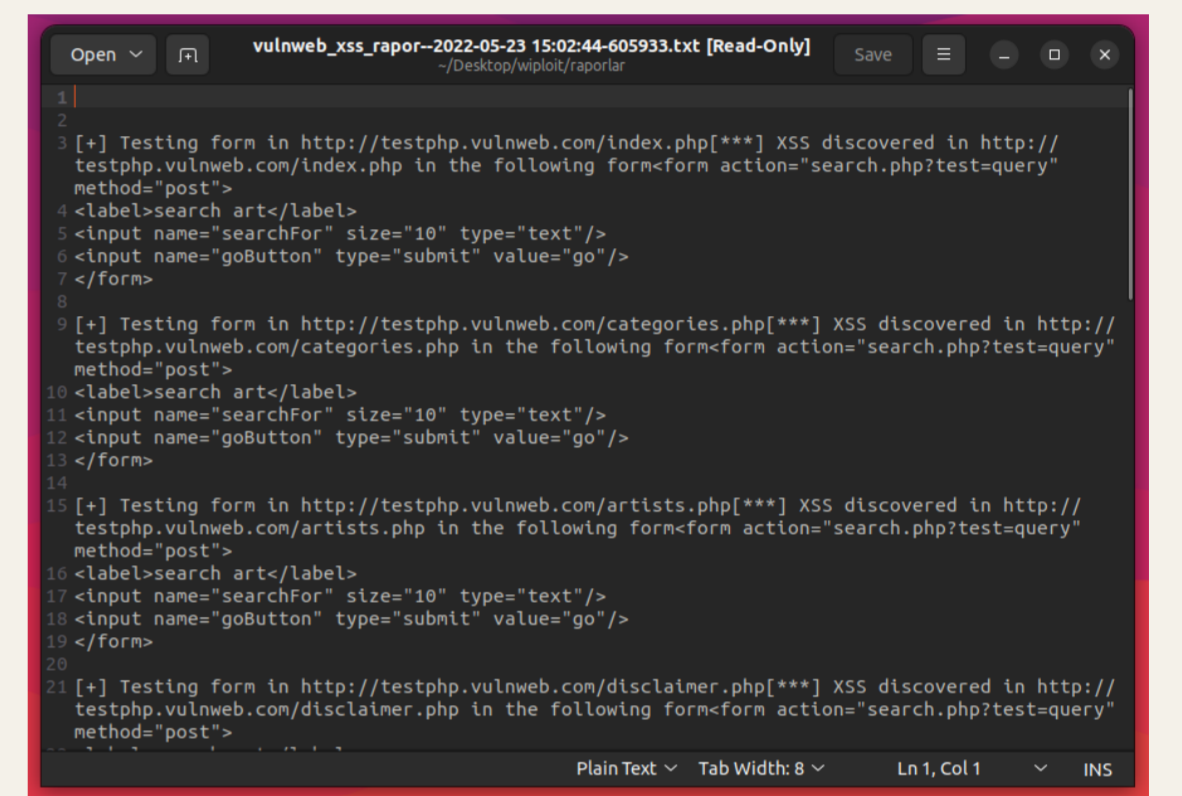 Open
vulnweb_xss_rapor--2022-05-23 15:02:44-605933.txt [Read-Only]
~/Desktop/wiploit/raporlar
Save
1
2
3 [+] Testing form in http://testphp.vulnweb.com/index.php[***] XSS discovered in http://
testphp.vulnweb.com/index.php in the following form<form action="search.php?test=query"
method="post">
4 <label>search art</label>
5 <input name="searchFor" size="10" type="text"/>
6 <input name="goButton" type="submit" value="go"/>
7 </form>
8
9 [+] Testing form in http://testphp.vulnweb.com/categories.php[***] XSS discovered in http://
testphp.vulnweb.com/categories.php in the following form<form action="search.php?test=query"
method="post">
10 <label>search art</label>
11 <input name="searchFor" size="10" type="text"/>
12 <input name="goButton" type="submit" value="go"/>
13 </form>
14
15 [+] Testing form in http://testphp.vulnweb.com/artists.php[***] XSS discovered in http://
testphp.vulnweb.com/artists.php in the following form<form action="search.php?test=query"
method="post">
16 <label>search art</label>
17 <input name="searchFor" size="10" type="text"/>
18 <input name="goButton" type="submit" value="go"/>
19 </form>
20
21 [+] Testing form in http://testphp.vulnweb.com/disclaimer.php[***] XSS discovered in http://
testphp.vulnweb.com/disclaimer.php in the following form<form action="search.php?test=query"
method="post">
Plain Text Tab Width: 8 Ln 1, Col 1 INS